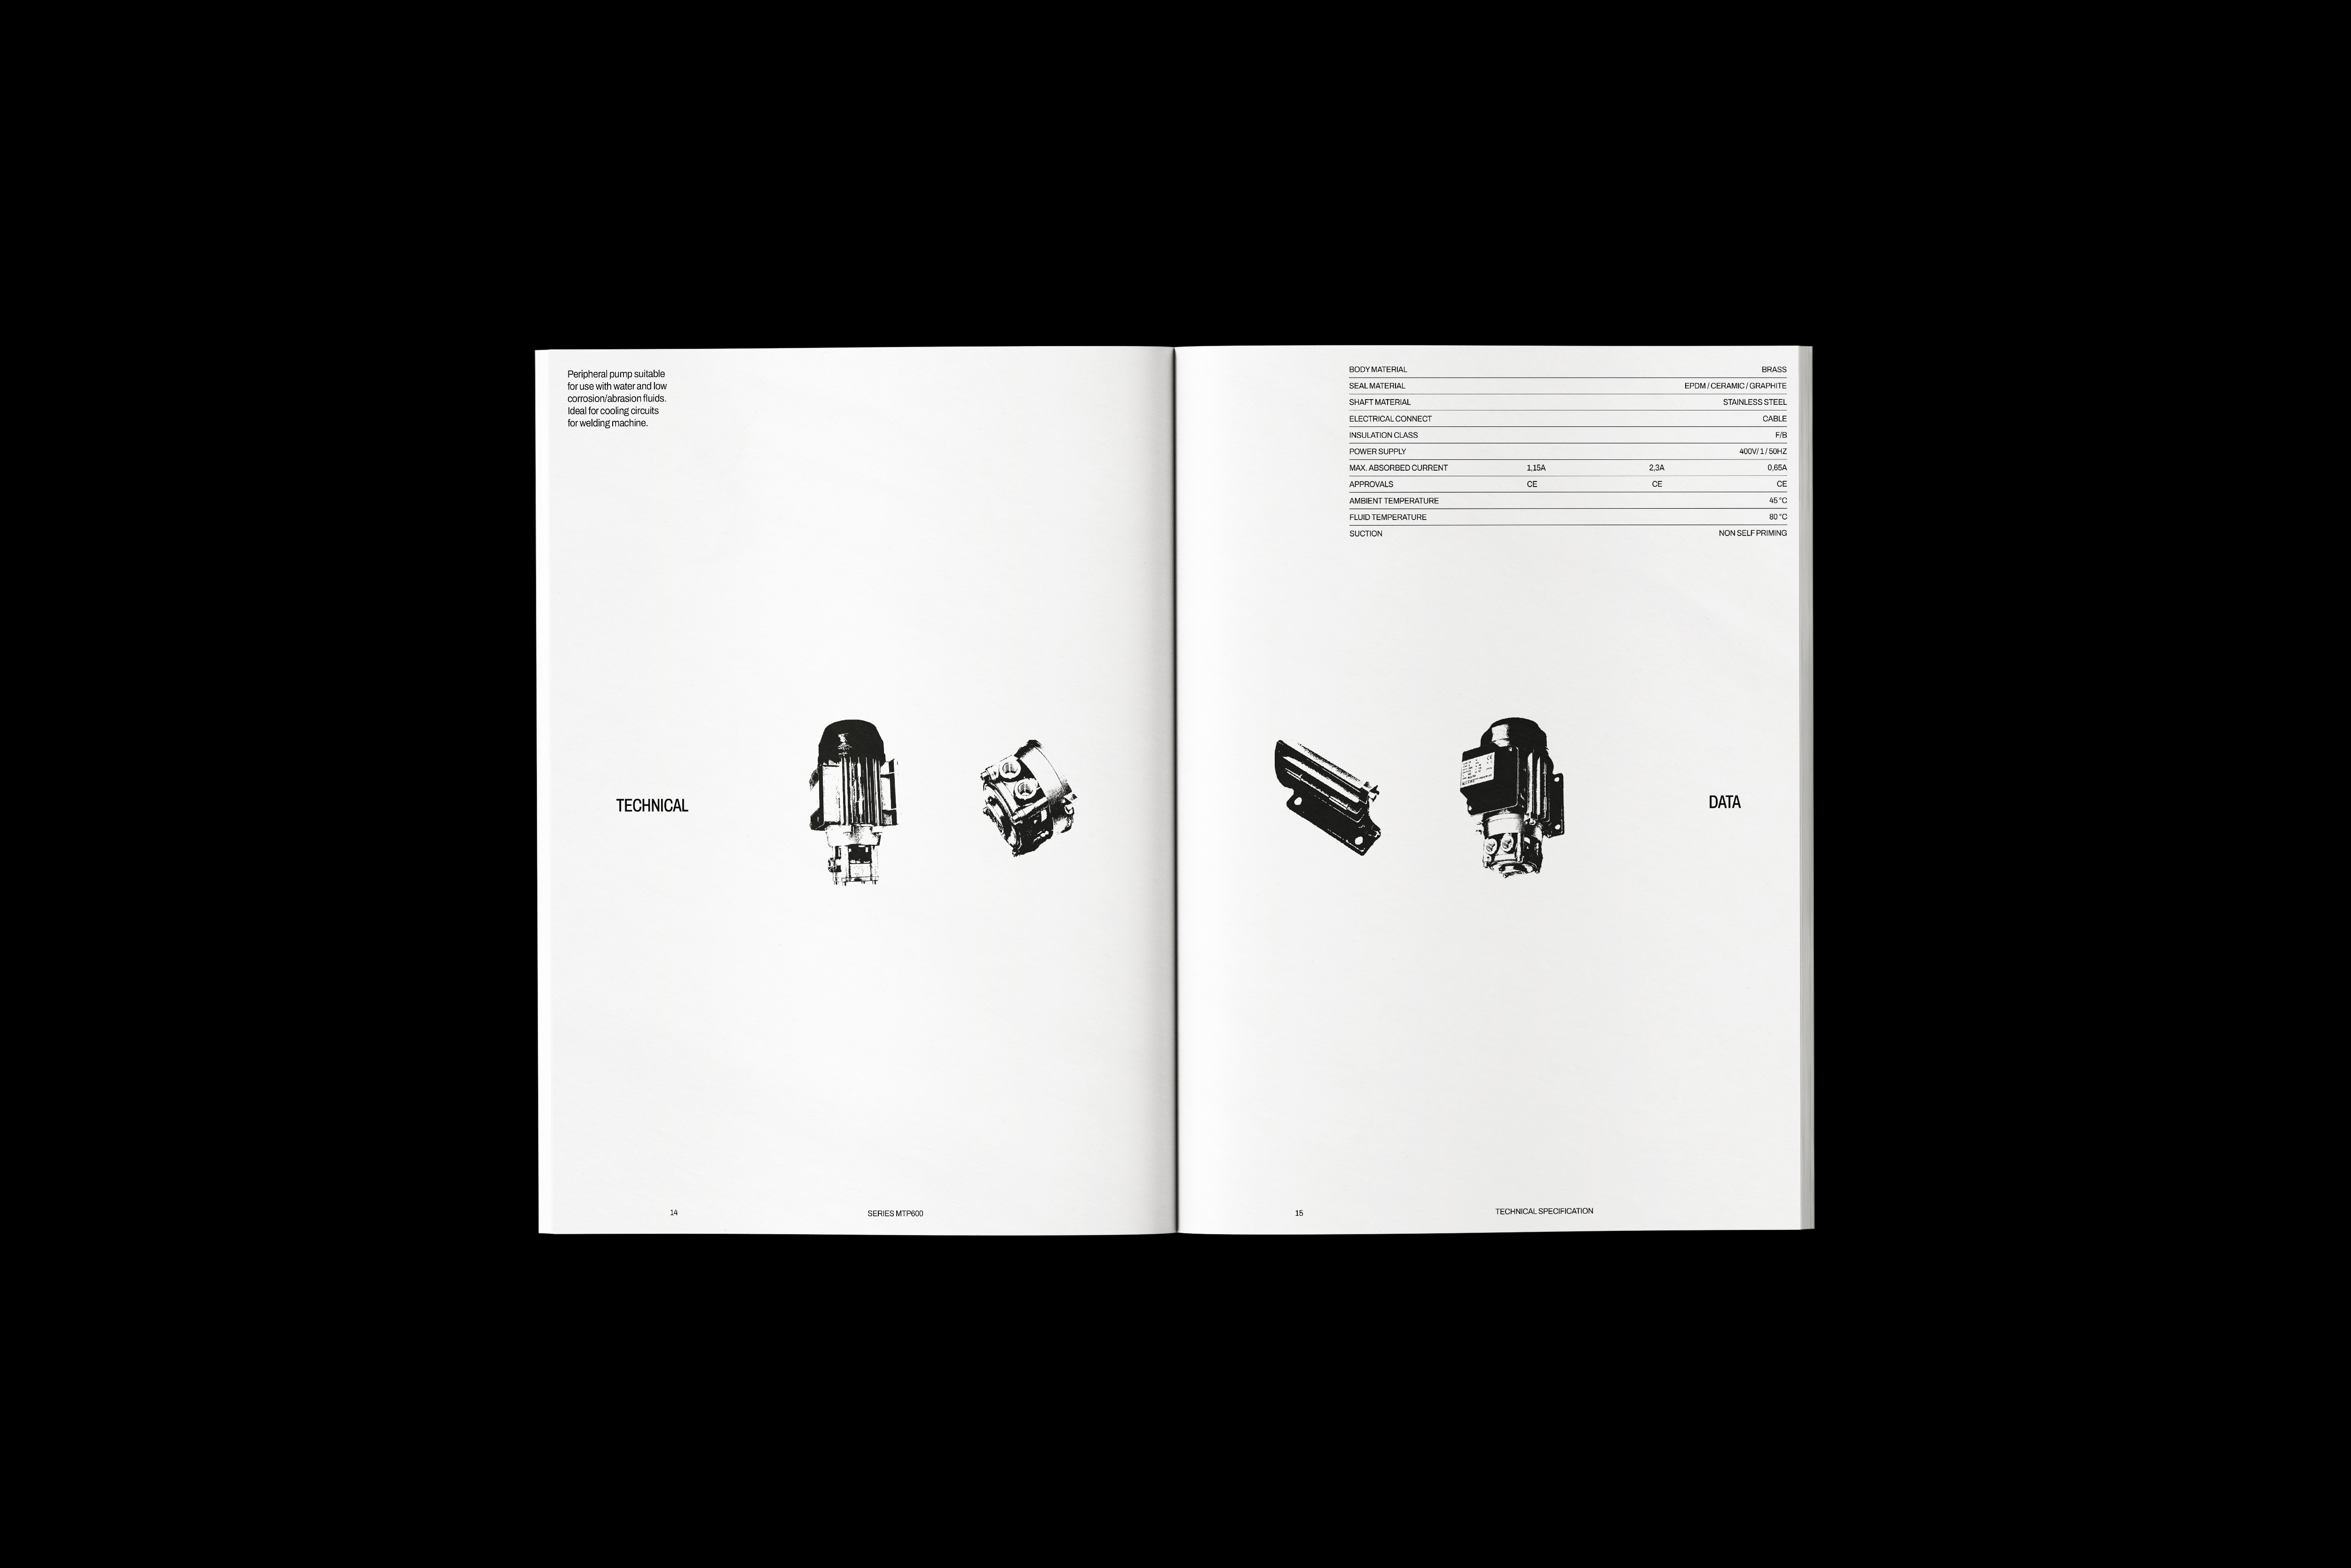 Peripheral pump suitable
for use with water and low
corrosion/abrasion fluids.
Ideal for cooling circuits
for welding machine.
TECHNICAL
14 SERIES MTP600
BODY MATERIAL BRASS
SEAL MATERIAL EPDM / CERAMIC / GRAPHITE
SHAFT MATERIAL STAINLESS STEEL
ELECTRICAL CONNECT CABLE
INSULATION CLASS F/B
POWER SUPPLY 400V/ 1 / 50HZ
MAX. ABSORBED CURRENT 1,15A 2,3A 0,65A
APPROVALS CE CE CE
AMBIENT TEMPERATURE 45 °C
FLUID TEMPERATURE 80 °C
SUCTION NON SELF PRIMING
DATA
15 TECHNICAL SPECIFICATION